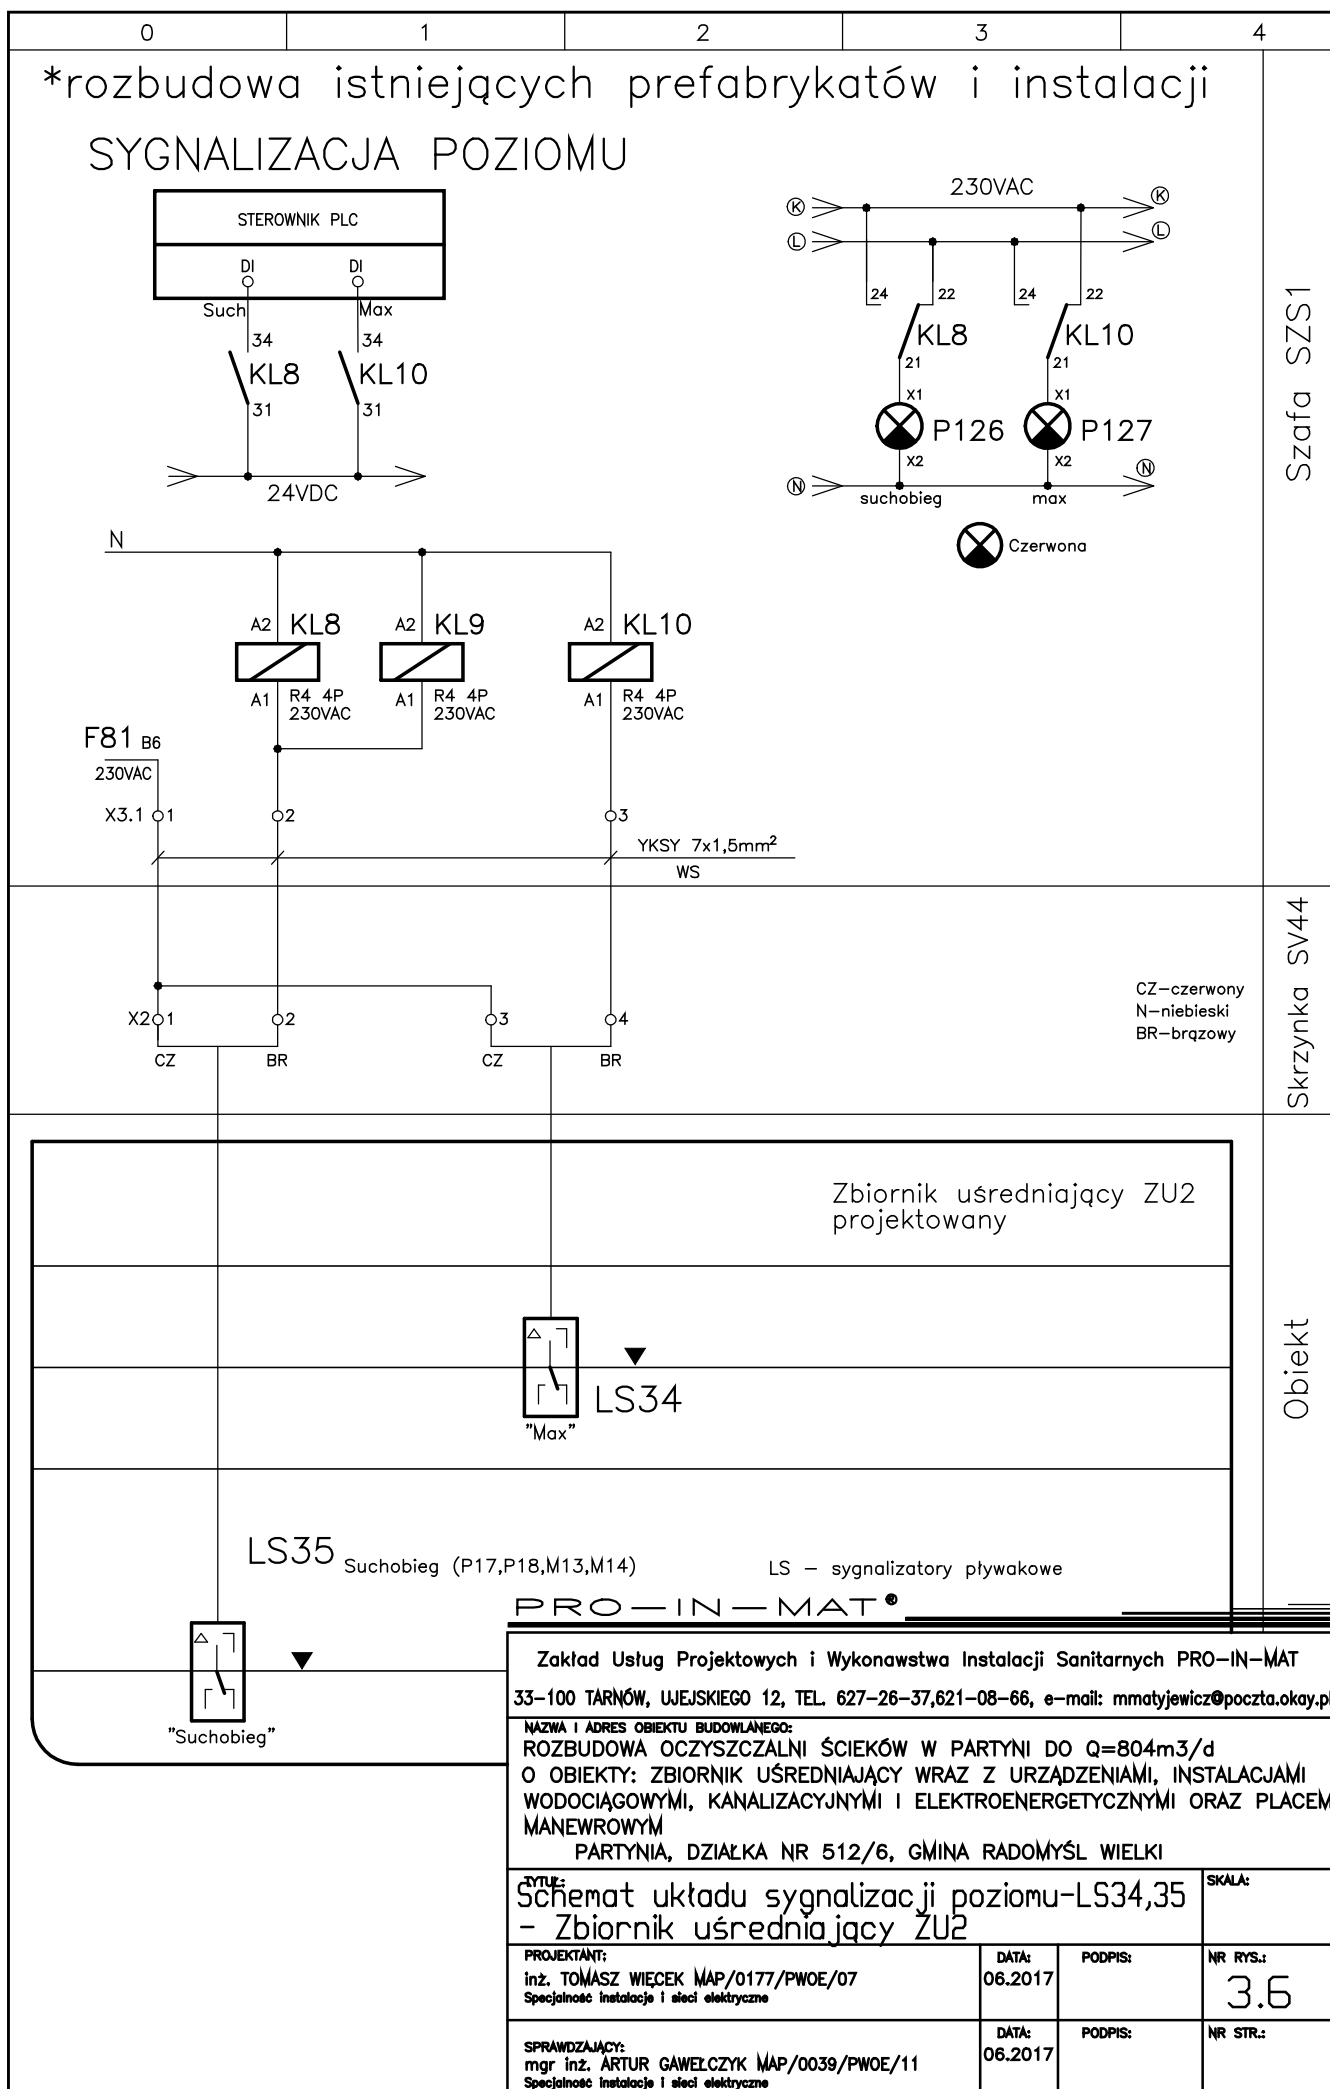 0 1 2 3 4
*rozbudowa istniejących prefabrykatów i instalacji
SYGNALIZACJA POZIOMU
STEROWNIK PLC
DI DI
Such Max
34 34
KL8 KL10
31 31
24VDC
230VAC
K K
L L
24 22 24 22
KL8 KL10
21 21
X1 X1
P126 P127
X2 X2
N N
suchobieg max
Czerwona
Szafa SZS1
N
A2 KL8 A2 KL9 A2 KL10
A1 R4 4P A1 R4 4P A1 R4 4P
230VAC 230VAC 230VAC
F81 B6
230VAC
X3.1 1 2 3
YKSY 7x1,5mm²
WS
Skrzynka SV44
CZ-czerwony
N-niebieski
BR-brązowy
X2 1 2 3 4
CZ BR CZ BR
Zbiornik uśredniający ZU2
projektowany
Obiekt
LS34
"Max"
LS35 Suchobieg (P17,P18,M13,M14)
LS - sygnalizatory pływakowe
"Suchobieg"
PRO-IN-MAT®
Zakład Usług Projektowych i Wykonawstwa Instalacji Sanitarnych PRO-IN-MAT
33-100 TARNÓW, UJEJSKIEGO 12, TEL. 627-26-37,621-08-66, e-mail: mmatyjewicz@poczta.okay.pl
NAZWA I ADRES OBIEKTU BUDOWLANEGO:
ROZBUDOWA OCZYSZCZALNI ŚCIEKÓW W PARTYNI DO Q=804m3/d
O OBIEKTY: ZBIORNIK UŚREDNIAJĄCY WRAZ Z URZĄDZENIAMI, INSTALACJAMI
WODOCIĄGOWYMI, KANALIZACYJNYMI I ELEKTROENERGETYCZNYMI ORAZ PLACEM
MANEWROWYM
PARTYNIA, DZIAŁKA NR 512/6, GMINA RADOMYŚL WIELKI
TYTUŁ:
Schemat układu sygnalizacji poziomu-LS34,35
- Zbiornik uśredniający ZU2
SKALA:
PROJEKTANT:
inż. TOMASZ WIĘCEK MAP/0177/PWOE/07
Specjalność instalacje i sieci elektryczne
DATA:
06.2017
PODPIS:
NR RYS.:
3.6
SPRAWDZAJĄCY:
mgr inż. ARTUR GAWEŁCZYK MAP/0039/PWOE/11
Specjalność instalacje i sieci elektryczne
DATA:
06.2017
PODPIS:
NR STR.: